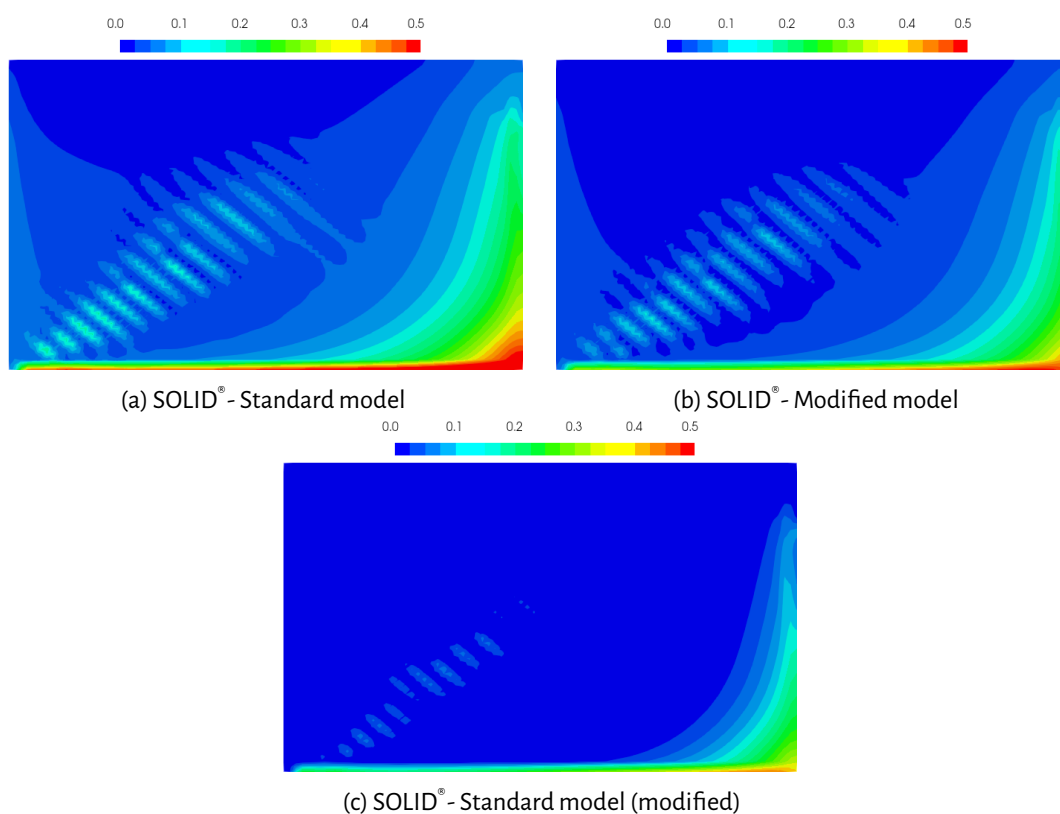 0.0 0.1 0.2 0.3 0.4 0.5
0.0 0.1 0.2 0.3 0.4 0.5
(a) SOLID® - Standard model
(b) SOLID® - Modified model
0.0 0.1 0.2 0.3 0.4 0.5
(c) SOLID® - Standard model (modified)